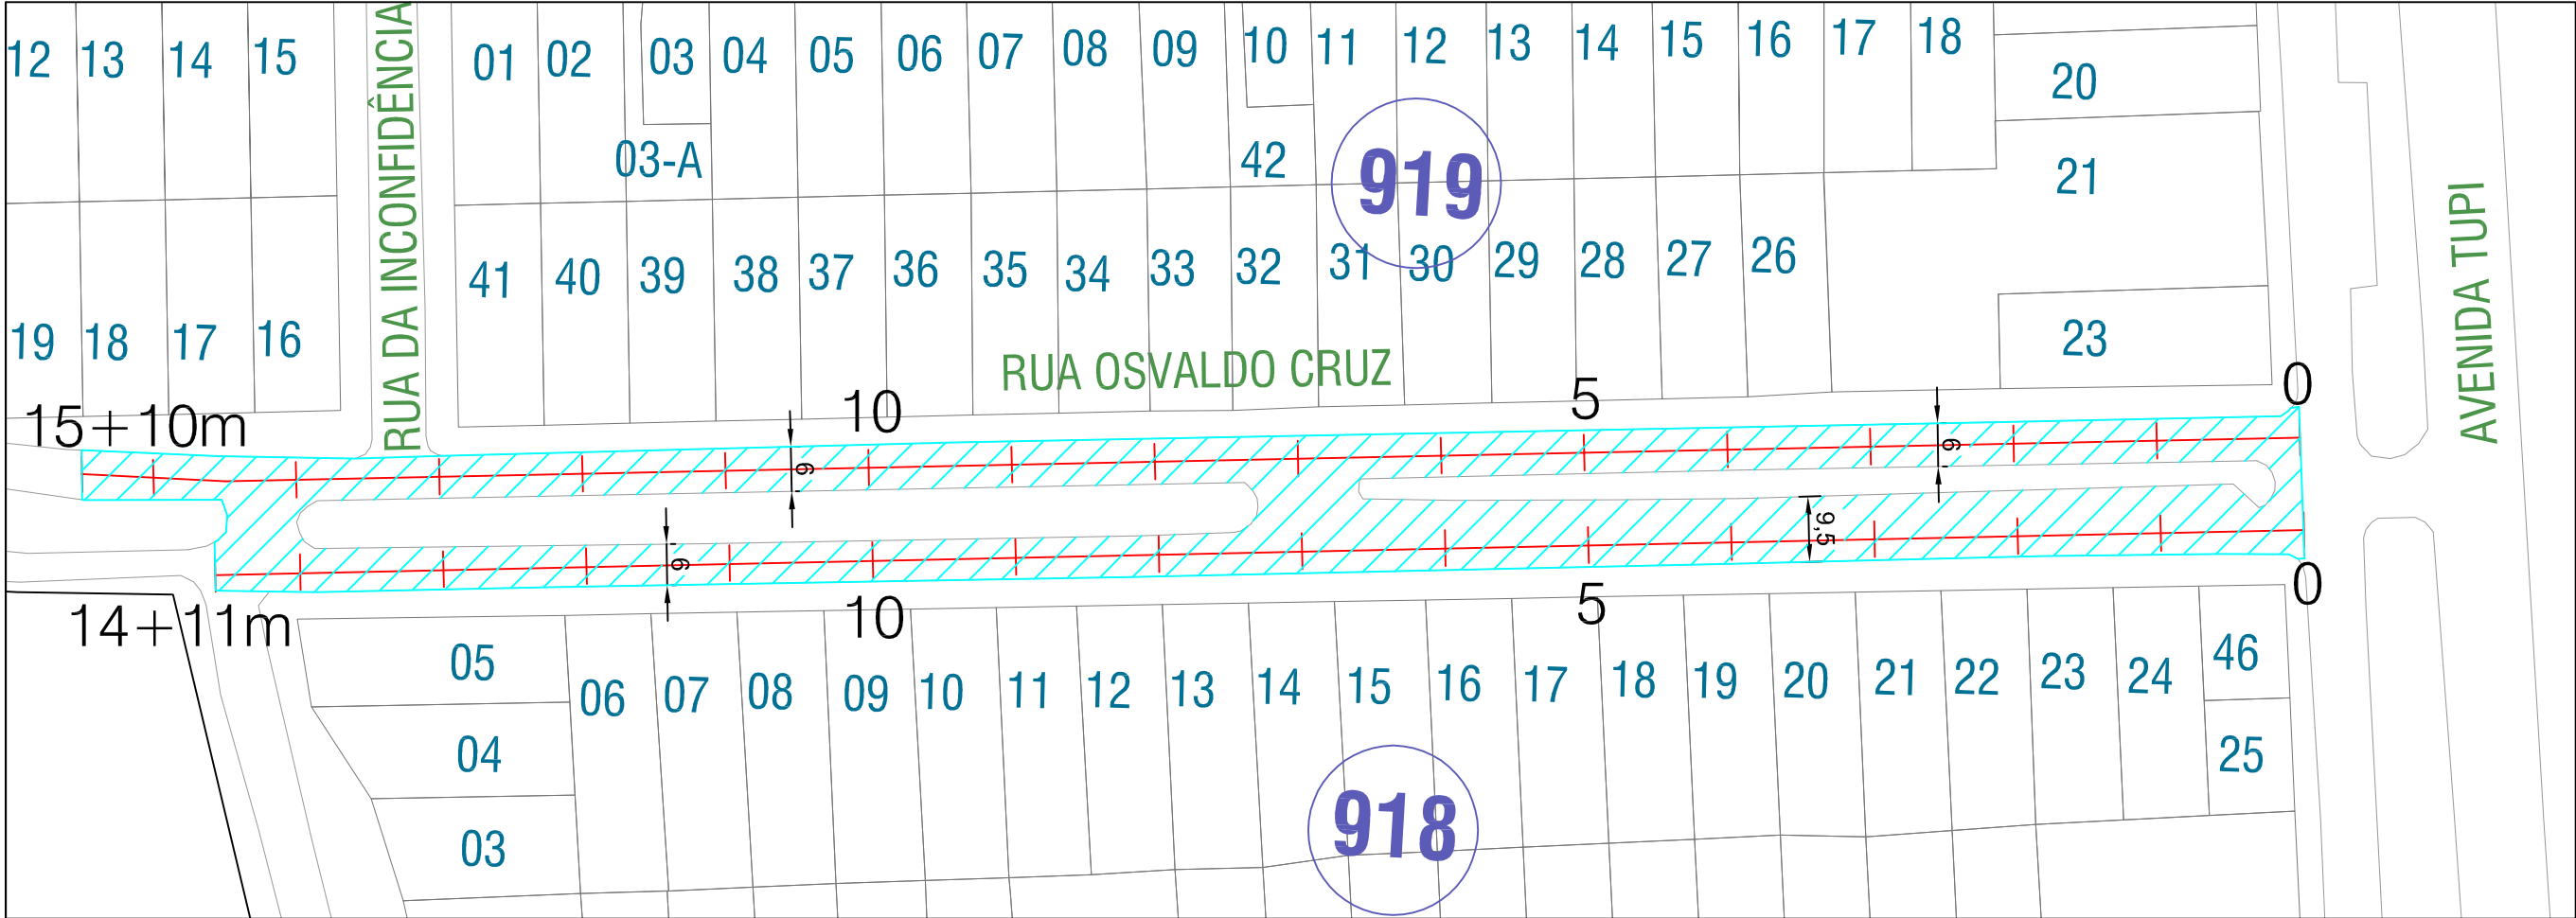 12 13 14 15
RUA DA INCONFIDÊNCIA
01 02 03 04 05 06 07 08 09 10 11 12 13 14 15 16 17 18
20
03-A
42
919
21
AVENIDA TUPI
41 40 39 38 37 36 35 34 33 32 31 30 29 28 27 26
19 18 17 16
23
RUA OSVALDO CRUZ
15+10m
10
5
0
6
6
9,5
6
14+11m
10
5
0
05
06 07 08 09 10 11 12 13 14 15 16 17 18 19 20 21 22 23 24
46
04
25
918
03